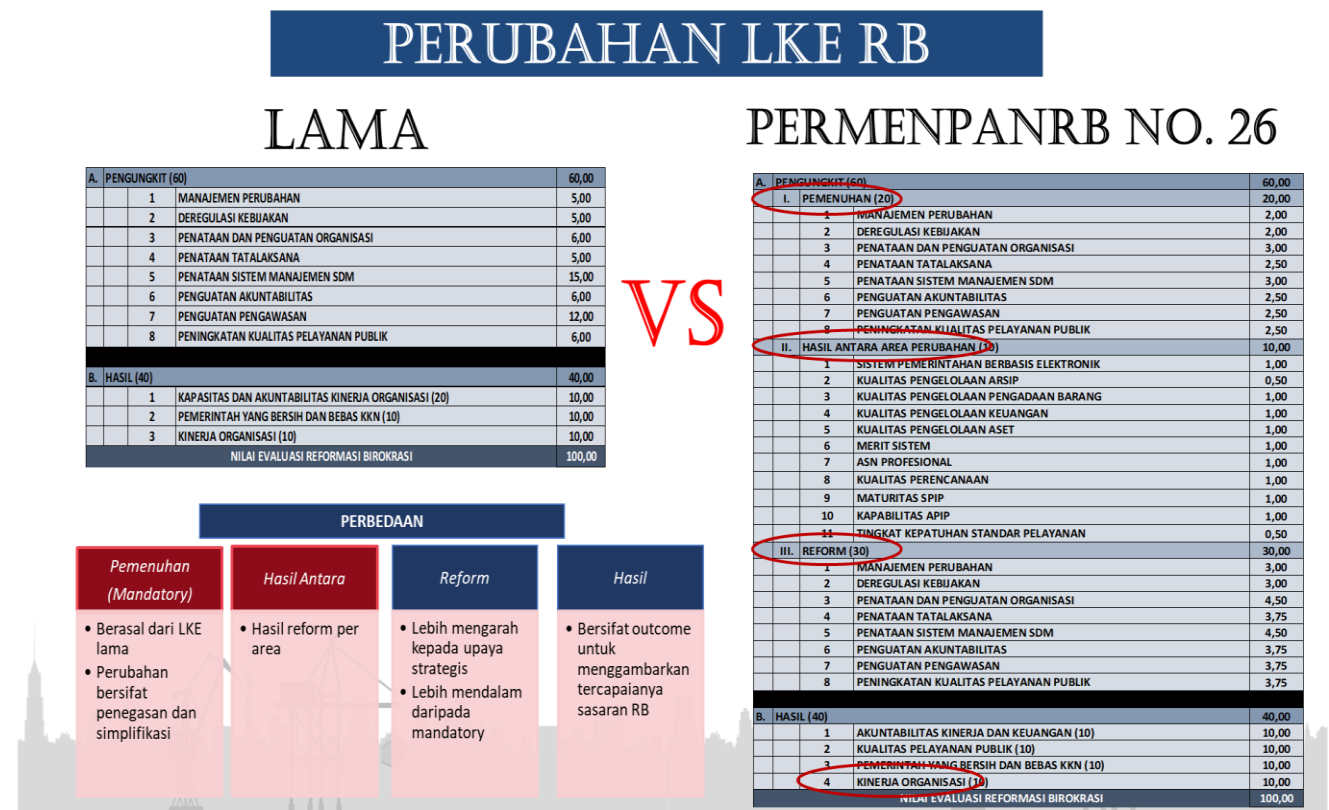 PERUBAHAN LKE RB
LAMA
A. PENGUNGKIT (60) 60,00
1 MANAJEMEN PERUBAHAN 5,00
2 DEREGULASI KEBIJAKAN 5,00
3 PENATAAN DAN PENGUATAN ORGANISASI 6,00
4 PENATAAN TATALAKSANA 5,00
5 PENATAAN SISTEM MANAJEMEN SDM 15,00
6 PENGUATAN AKUNTABILITAS 6,00
7 PENGUATAN PENGAWASAN 12,00
8 PENINGKATAN KUALITAS PELAYANAN PUBLIK 6,00
B. HASIL (40) 40,00
1 KAPASITAS DAN AKUNTABILITAS KINERJA ORGANISASI (20) 10,00
2 PEMERINTAH YANG BERSIH DAN BEBAS KKN (10) 10,00
3 KINERJA ORGANISASI (10) 10,00
NILAI EVALUASI REFORMASI BIROKRASI 100,00
VS
PERMENPANRB NO. 26
A. PENGUNGKIT (60) 60,00
I. PEMENUHAN (20) 20,00
1 MANAJEMEN PERUBAHAN 2,00
2 DEREGULASI KEBIJAKAN 2,00
3 PENATAAN DAN PENGUATAN ORGANISASI 3,00
4 PENATAAN TATALAKSANA 2,50
5 PENATAAN SISTEM MANAJEMEN SDM 3,00
6 PENGUATAN AKUNTABILITAS 2,50
7 PENGUATAN PENGAWASAN 2,50
8 PENINGKATAN KUALITAS PELAYANAN PUBLIK 2,50
II. HASIL ANTARA AREA PERUBAHAN (10) 10,00
1 SISTEM PEMERINTAHAN BERBASIS ELEKTRONIK 1,00
2 KUALITAS PENGELOLAAN ARSIP 0,50
3 KUALITAS PENGELOLAAN PENGADAAN BARANG 1,00
4 KUALITAS PENGELOLAAN KEUANGAN 1,00
5 KUALITAS PENGELOLAAN ASET 1,00
6 MERIT SISTEM 1,00
7 ASN PROFESIONAL 1,00
8 KUALITAS PERENCANAAN 1,00
9 MATURITAS SPIP 1,00
10 KAPABILITAS APIP 1,00
11 TINGKAT KEPATUHAN STANDAR PELAYANAN 0,50
III. REFORM (30) 30,00
1 MANAJEMEN PERUBAHAN 3,00
2 DEREGULASI KEBIJAKAN 3,00
3 PENATAAN DAN PENGUATAN ORGANISASI 4,50
4 PENATAAN TATALAKSANA 3,75
5 PENATAAN SISTEM MANAJEMEN SDM 4,50
6 PENGUATAN AKUNTABILITAS 3,75
7 PENGUATAN PENGAWASAN 3,75
8 PENINGKATAN KUALITAS PELAYANAN PUBLIK 3,75
B. HASIL (40) 40,00
1 AKUNTABILITAS KINERJA DAN KEUANGAN (10) 10,00
2 KUALITAS PELAYANAN PUBLIK (10) 10,00
3 PEMERINTAH YANG BERSIH DAN BEBAS KKN (10) 10,00
4 KINERJA ORGANISASI (10) 10,00
NILAI EVALUASI REFORMASI BIROKRASI 100,00
PERBEDAAN
Pemenuhan
(Mandatory)
• Berasal dari LKE
lama
• Perubahan
bersifat
penegasan dan
simplifikasi
Hasil Antara
• Hasil reform per
area
Reform
• Lebih mengarah
kepada upaya
strategis
• Lebih mendalam
daripada
mandatory
Hasil
• Bersifat outcome
untuk
menggambarkan
tercapainya
sasaran RB